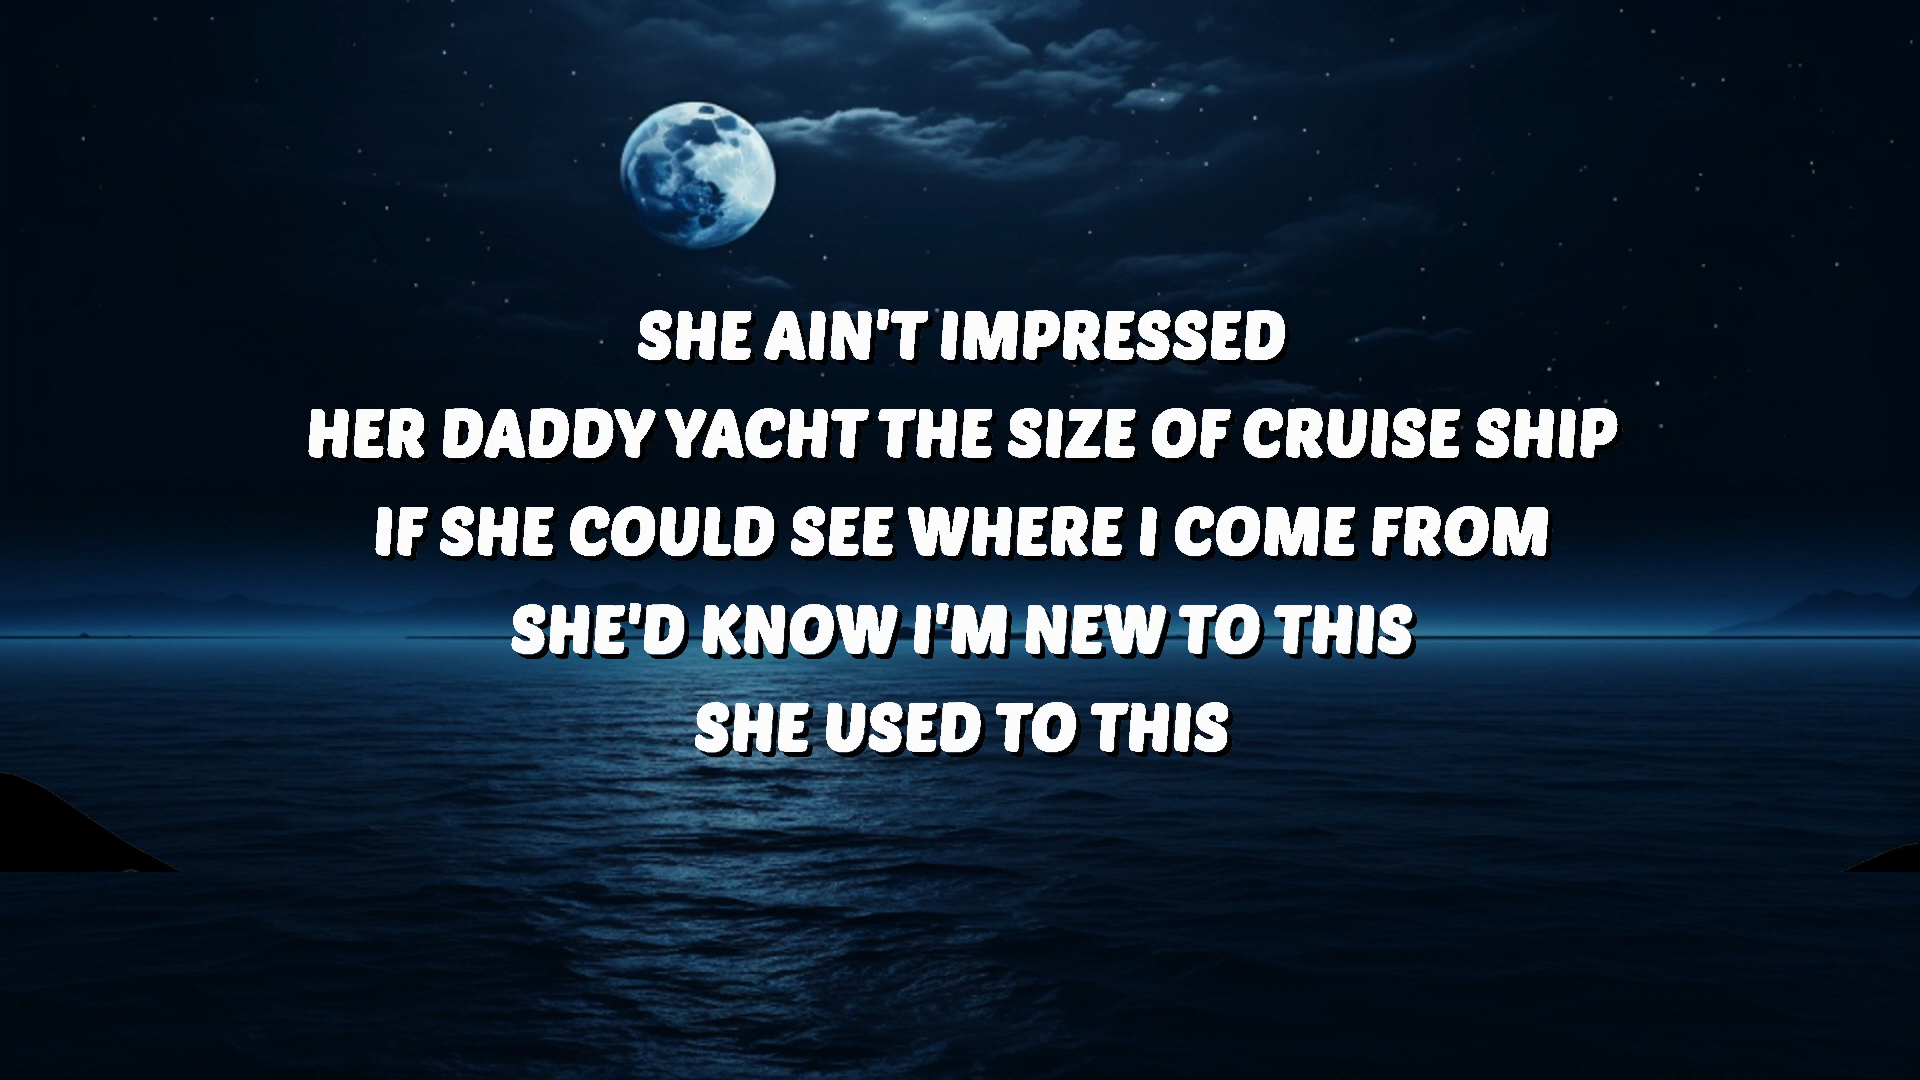 SHE AIN'T IMPRESSED
HER DADDY YACHT THE SIZE OF CRUISE SHIP
IF SHE COULD SEE WHERE I COME FROM
SHE'D KNOW I'M NEW TO THIS
SHE USED TO THIS